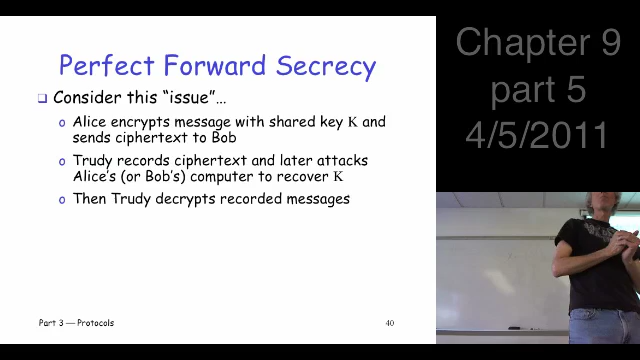 Perfect Forward Secrecy
Consider this “issue”…
Alice encrypts message with shared key K and
sends ciphertext to Bob
Trudy records ciphertext and later attacks
Alice’s (or Bob’s) computer to recover K
Then Trudy decrypts recorded messages
Part 3 — Protocols
40
Chapter 9
part 5
4/5/2011